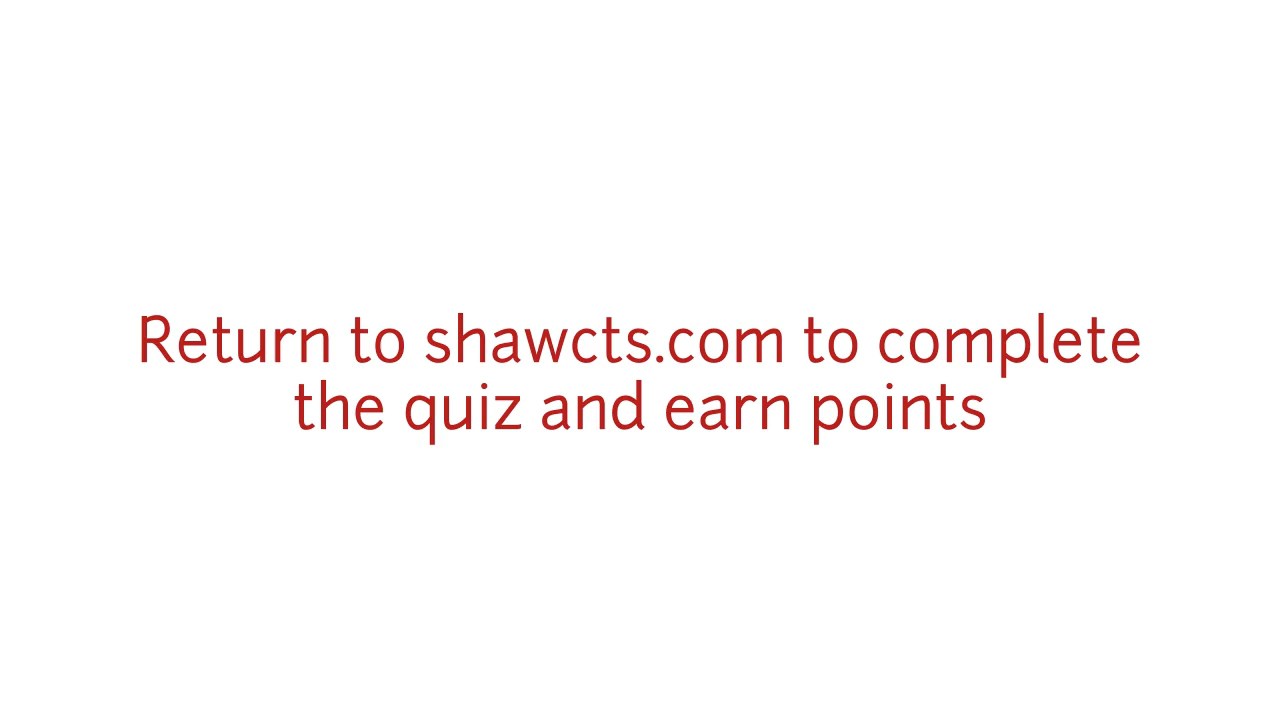 Return to shawcts.com to complete
the quiz and earn points